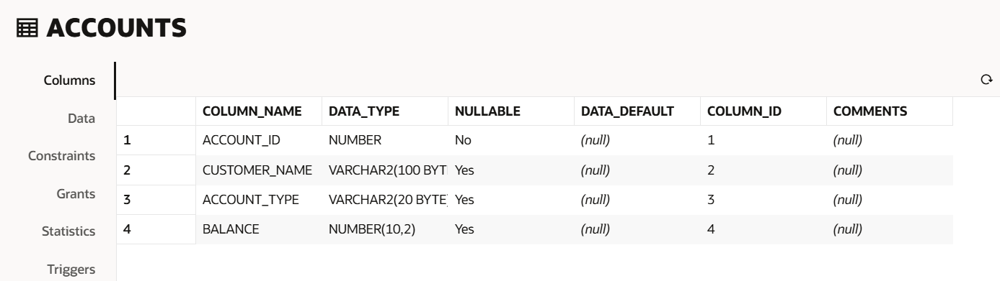 ACCOUNTS
Columns
Data
Constraints
Grants
Statistics
Triggers
COLUMN_NAME DATA_TYPE NULLABLE DATA_DEFAULT COLUMN_ID COMMENTS
1 ACCOUNT_ID NUMBER No (null) 1 (null)
2 CUSTOMER_NAME VARCHAR2(100 BYT Yes (null) 2 (null)
3 ACCOUNT_TYPE VARCHAR2(20 BYTE Yes (null) 3 (null)
4 BALANCE NUMBER(10,2) Yes (null) 4 (null)